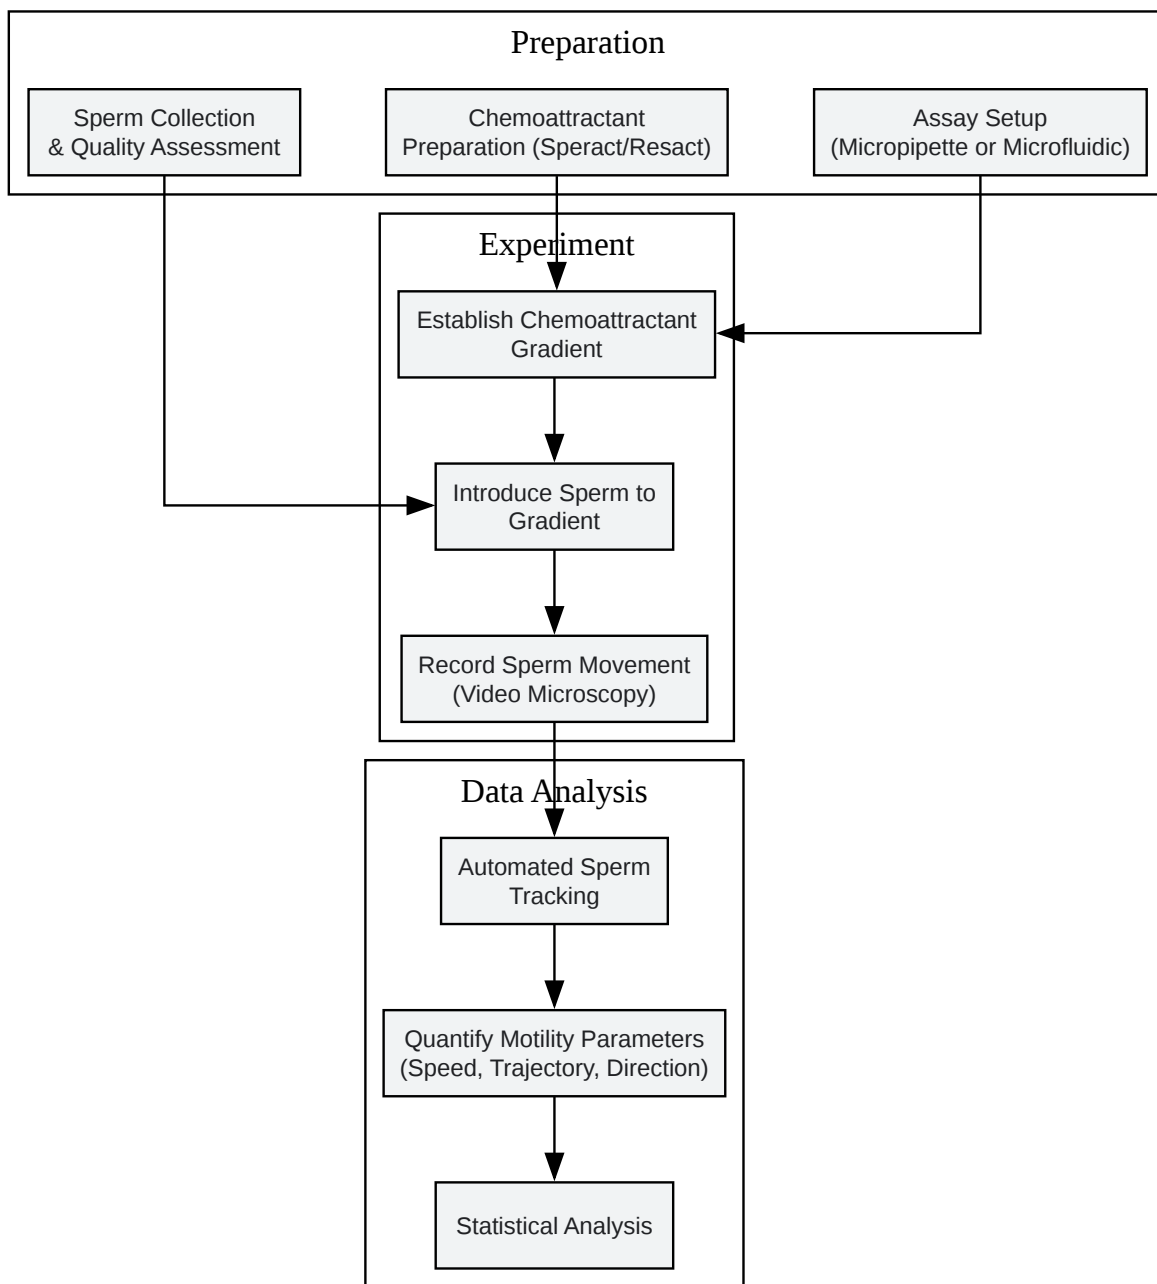 Preparation
Sperm Collection
& Quality Assessment
Chemoattractant
Preparation (Speract/Resact)
Assay Setup
(Micropipette or Microfluidic)
Experiment
Establish Chemoattractant
Gradient
Introduce Sperm to
Gradient
Record Sperm Movement
(Video Microscopy)
Data Analysis
Automated Sperm
Tracking
Quantify Motility Parameters
(Speed, Trajectory, Direction)
Statistical Analysis